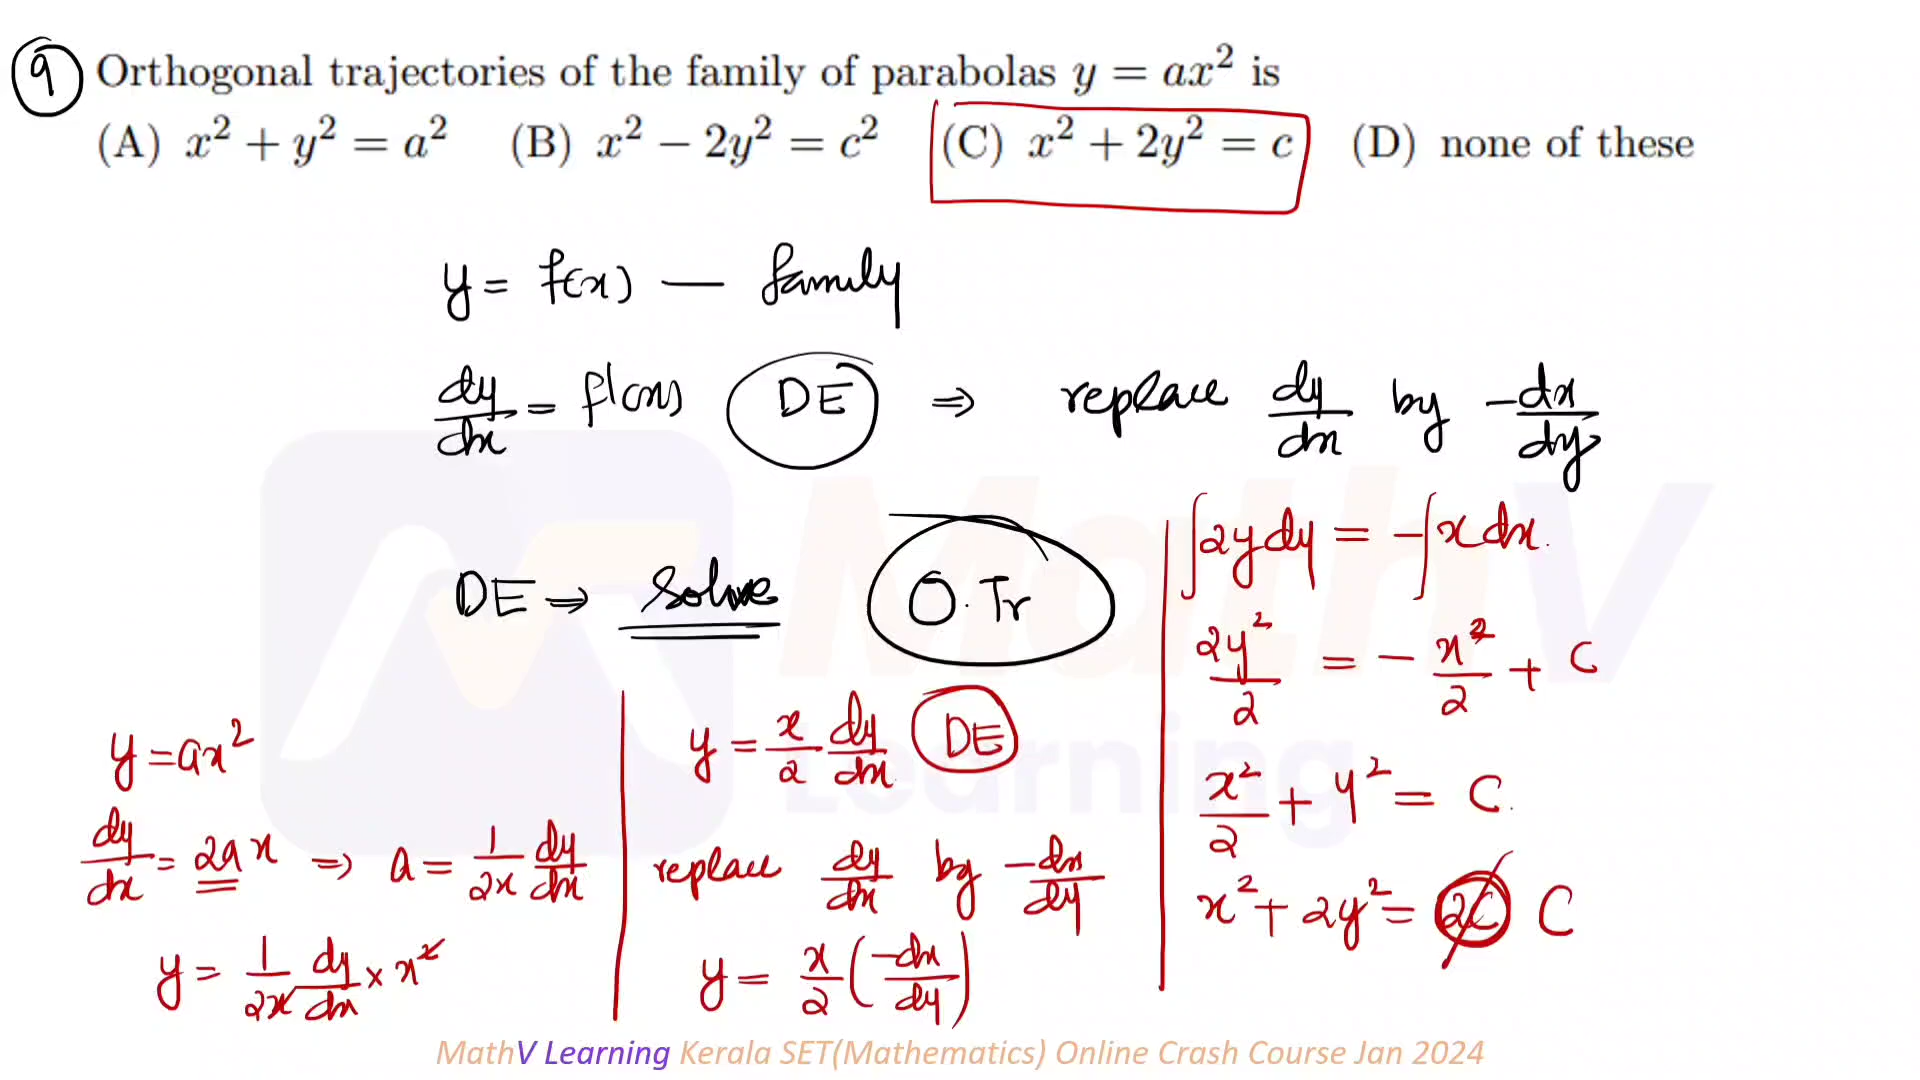 9 Orthogonal trajectories of the family of parabolas y = ax² is
(A) x² + y² = a² (B) x² − 2y² = c² (C) x² + 2y² = c (D) none of these
y = f(x) — family
dy/dx = f'(x) DE ⇒ replace dy/dx by -dx/dy
DE ⇒ Solve O.Tr
y = ax²
dy/dx = 2ax ⇒ a = 1/2x dy/dx
y = 1/2x dy/dx × x²
y = x/2 dy/dx DE
replace dy/dx by -dx/dy
y = x/2 (-dx/dy)
∫2y dy = -∫x dx.
2y²/2 = - x²/2 + C
x²/2 + y² = C.
x² + 2y² = 2C C
MathV Learning
MathV Learning Kerala SET(Mathematics) Online Crash Course Jan 2024